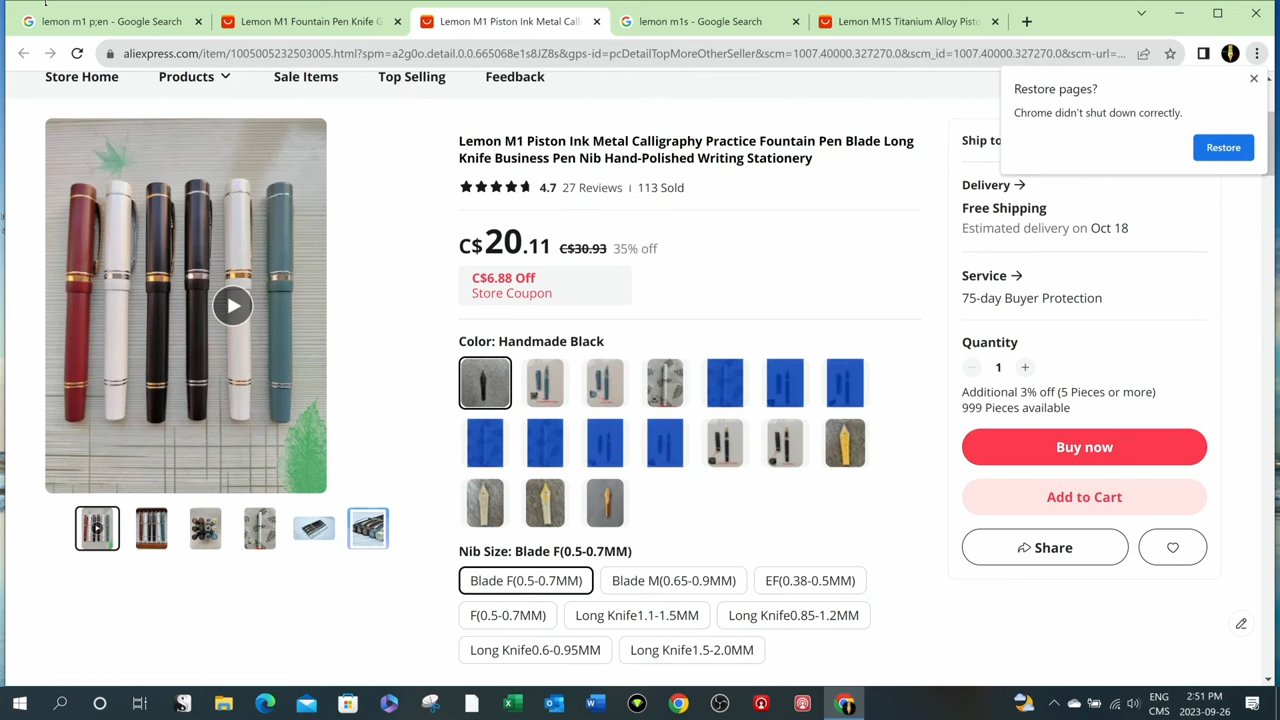 lemon m1 p;en - Google Search
Lemon M1 Fountain Pen Knife G
Lemon M1 Piston Ink Metal Calli
lemon m1s - Google Search
Lemon M1S Titanium Alloy Pisto
aliexpress.com/item/1005005232503005.html?spm=a2g0o.detail.0.0.665068e1s8JZ8s&gps-id=pcDetailTopMoreOtherSeller&scm=1007.40000.327270.0&scm_id=1007.40000.327270.0&scm-url=...
Store Home
Products
Sale Items
Top Selling
Feedback
Restore pages?
Chrome didn't shut down correctly.
Restore
Lemon M1 Piston Ink Metal Calligraphy Practice Fountain Pen Blade Long
Knife Business Pen Nib Hand-Polished Writing Stationery
4.7 27 Reviews | 113 Sold
C$20.11 C$30.93 35% off
C$6.88 Off
Store Coupon
Color: Handmade Black
Nib Size: Blade F(0.5-0.7MM)
Blade F(0.5-0.7MM)
Blade M(0.65-0.9MM)
EF(0.38-0.5MM)
F(0.5-0.7MM)
Long Knife1.1-1.5MM
Long Knife0.85-1.2MM
Long Knife0.6-0.95MM
Long Knife1.5-2.0MM
Ship to
Delivery
Free Shipping
Estimated delivery on Oct 18
Service
75-day Buyer Protection
Quantity
1
Additional 3% off (5 Pieces or more)
999 Pieces available
Buy now
Add to Cart
Share
ENG
CMS
2:51 PM
2023-09-26